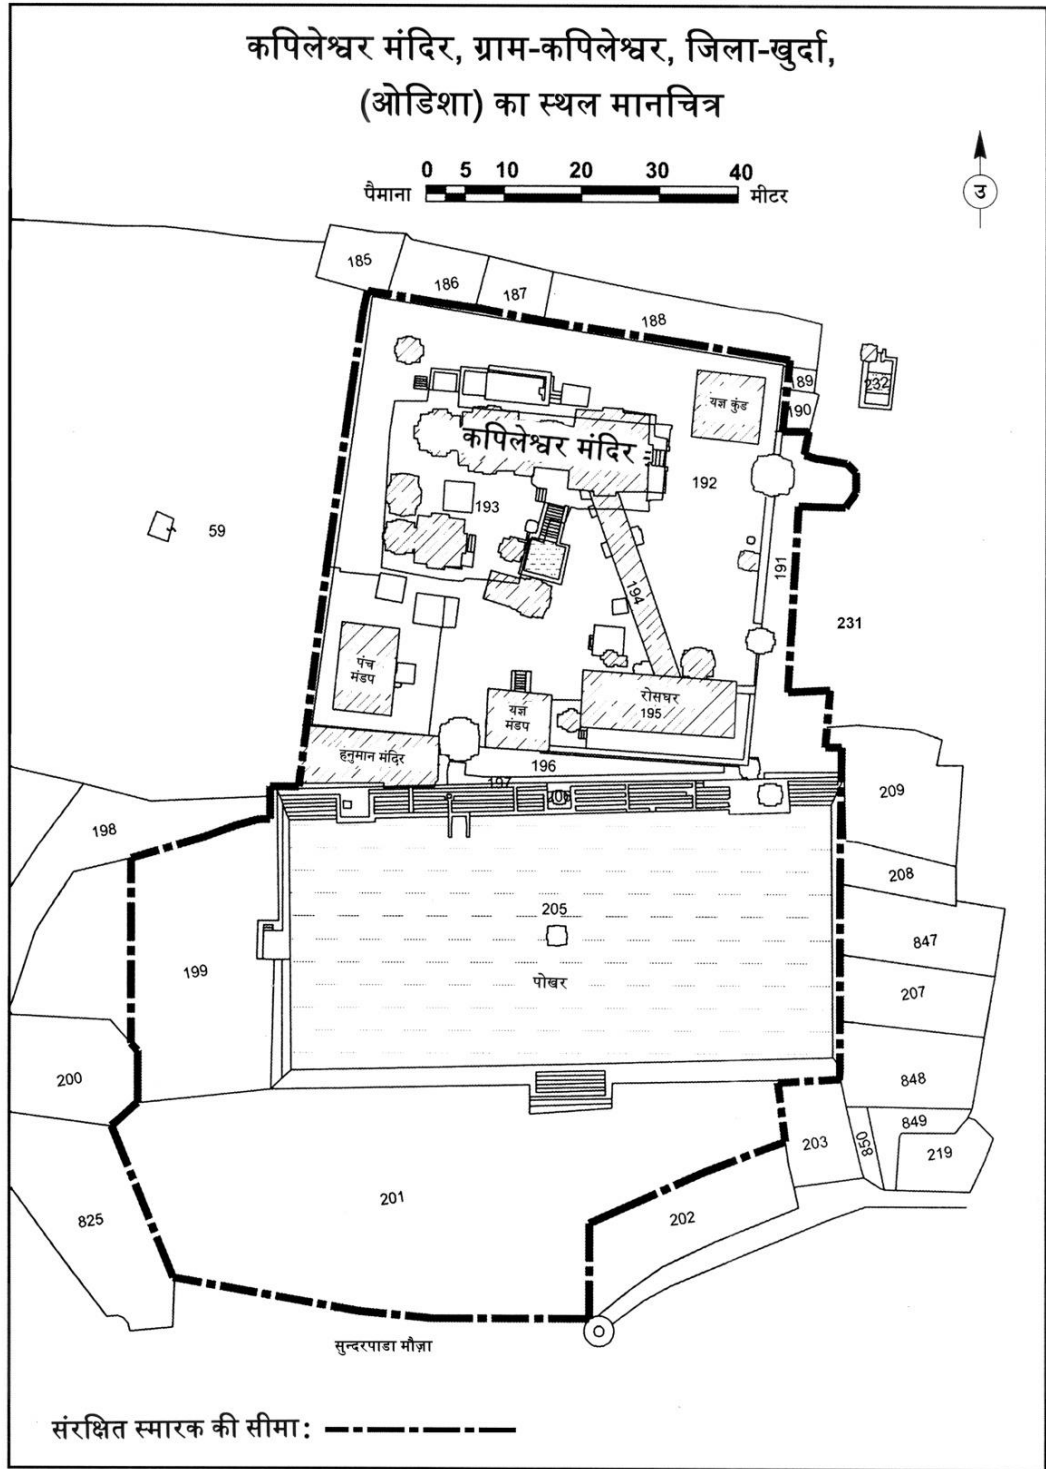 कपिलेश्वर मंदिर, ग्राम-कपिलेश्वर, जिला-खुर्दा,
(ओडिशा) का स्थल मानचित्र
0 5 10 20 30 40
पैमाना मीटर
उ
185
186
187
188
189
232
190
यज्ञ कुंड
कपिलेश्वर मंदिर
192
193
59
191
194
231
पंच
मंडप
रोसघर
195
यज्ञ
मंडप
हनुमान मंदिर
196
197
209
198
208
205
847
199
पोखर
207
200
848
849
203
850
219
201
202
825
सुन्दरपाडा मौज़ा
संरक्षित स्मारक की सीमा: